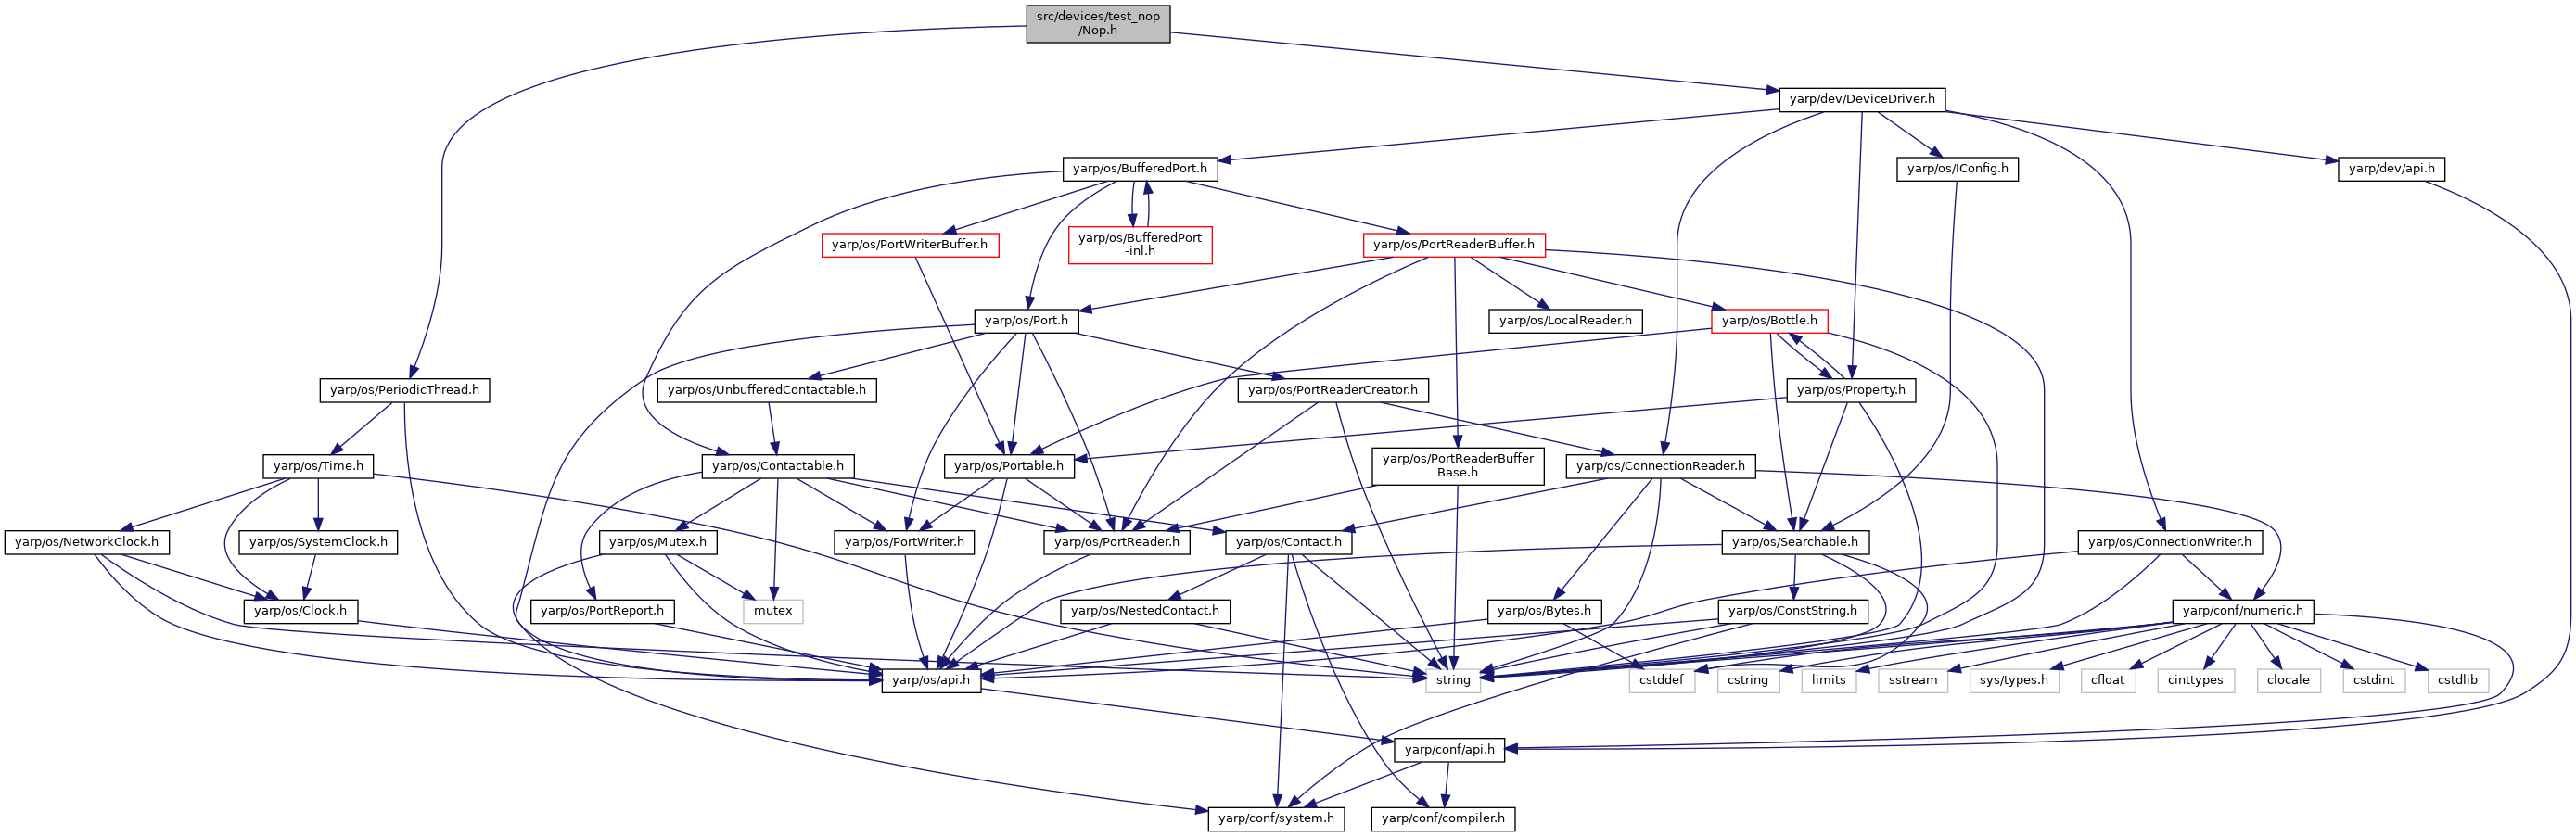 src/devices/test_nop
/Nop.h
yarp/dev/DeviceDriver.h
yarp/os/BufferedPort.h
yarp/os/IConfig.h
yarp/dev/api.h
yarp/os/PortWriterBuffer.h
yarp/os/BufferedPort
-inl.h
yarp/os/PortReaderBuffer.h
yarp/os/Port.h
yarp/os/LocalReader.h
yarp/os/Bottle.h
yarp/os/PeriodicThread.h
yarp/os/UnbufferedContactable.h
yarp/os/PortReaderCreator.h
yarp/os/Property.h
yarp/os/Time.h
yarp/os/Contactable.h
yarp/os/Portable.h
yarp/os/PortReaderBuffer
Base.h
yarp/os/ConnectionReader.h
yarp/os/NetworkClock.h
yarp/os/SystemClock.h
yarp/os/Mutex.h
yarp/os/PortWriter.h
yarp/os/PortReader.h
yarp/os/Contact.h
yarp/os/Searchable.h
yarp/os/ConnectionWriter.h
yarp/os/Clock.h
yarp/os/PortReport.h
mutex
yarp/os/NestedContact.h
yarp/os/Bytes.h
yarp/os/ConstString.h
yarp/conf/numeric.h
yarp/os/api.h
string
cstddef
cstring
limits
sstream
sys/types.h
cfloat
cinttypes
clocale
cstdint
cstdlib
yarp/conf/api.h
yarp/conf/system.h
yarp/conf/compiler.h